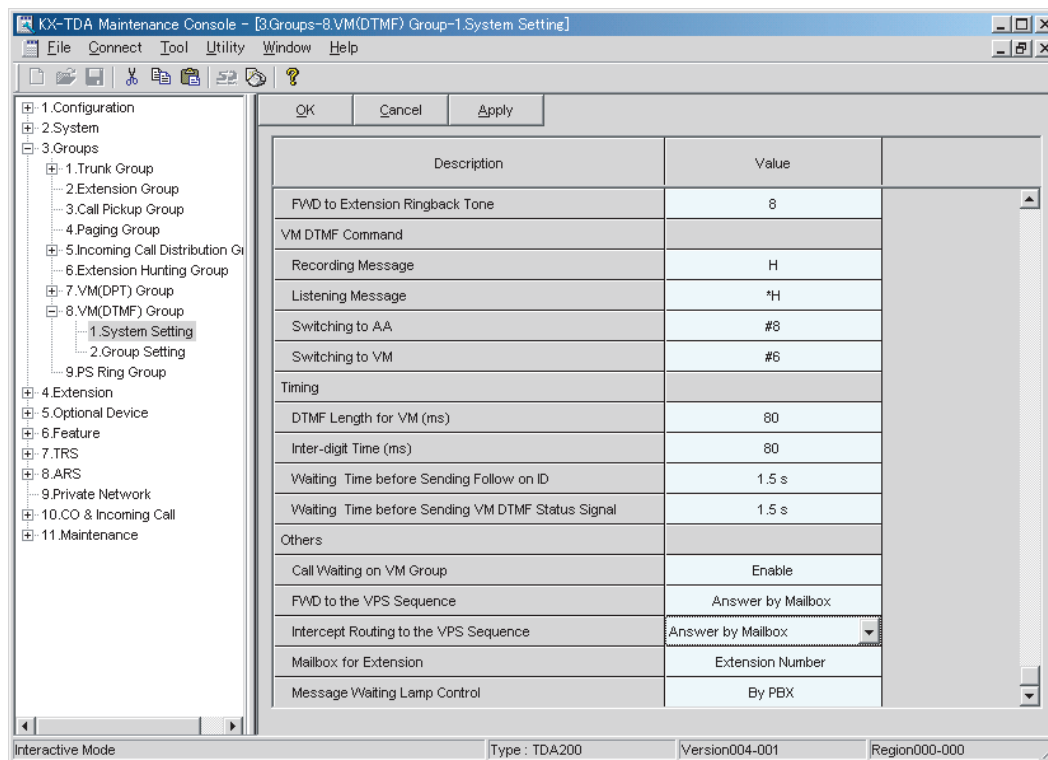 KX-TDA Maintenance Console - [3.Groups-8.VM(DTMF) Group-1.System Setting]
File Connect Tool Utility Window Help
1.Configuration
2.System
3.Groups
1.Trunk Group
2.Extension Group
3.Call Pickup Group
4.Paging Group
5.Incoming Call Distribution Gr
6.Extension Hunting Group
7.VM(DPT) Group
8.VM(DTMF) Group
1.System Setting
2.Group Setting
9.PS Ring Group
4.Extension
5.Optional Device
6.Feature
7.TRS
8.ARS
9.Private Network
10.CO & Incoming Call
11.Maintenance
OK Cancel Apply
Description Value
FWD to Extension Ringback Tone 8
VM DTMF Command
Recording Message H
Listening Message *H
Switching to AA #8
Switching to VM #6
Timing
DTMF Length for VM (ms) 80
Inter-digit Time (ms) 80
Waiting Time before Sending Follow on ID 1.5 s
Waiting Time before Sending VM DTMF Status Signal 1.5 s
Others
Call Waiting on VM Group Enable
FWD to the VPS Sequence Answer by Mailbox
Intercept Routing to the VPS Sequence Answer by Mailbox
Mailbox for Extension Extension Number
Message Waiting Lamp Control By PBX
Interactive Mode Type : TDA200 Version004-001 Region000-000